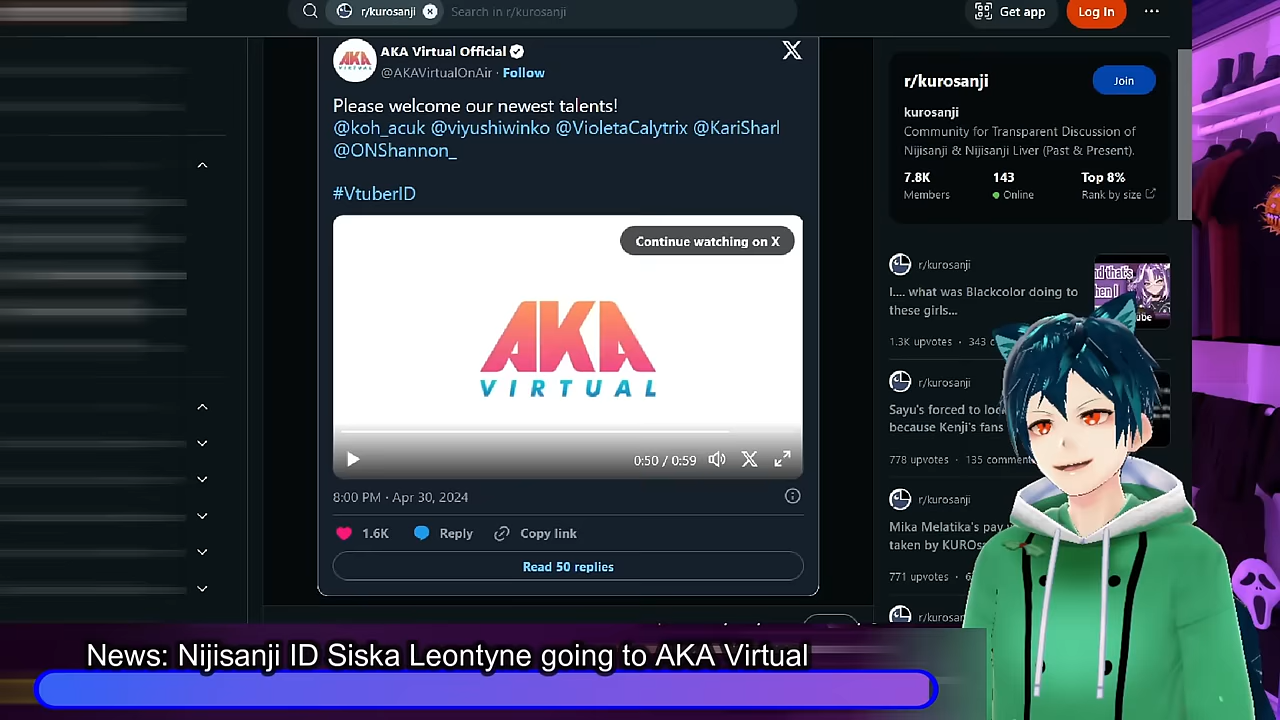 r/kurosanji
Search in r/kurosanji
Get app
Log In
AKA Virtual Official
@AKAVirtualOnAir · Follow
Please welcome our newest talents!
@koh_acuk @viyushiwinko @VioletaCalytrix @KariSharl
@ONShannon_
#VtuberID
Continue watching on X
AKA
VIRTUAL
0:50 / 0:59
8:00 PM · Apr 30, 2024
1.6K
Reply
Copy link
Read 50 replies
r/kurosanji
Join
kurosanji
Community for Transparent Discussion of
Nijisanji & Nijisanji Liver (Past & Present).
7.8K
143
Top 8%
Members
Online
Rank by size
r/kurosanji
I.... what was Blackcolor doing to
these girls...
1.3K upvotes · 343 c
r/kurosanji
Sayu's forced to
because Kenji's fans
778 upvotes · 135 comment
r/kurosanji
Mika Melatika's pay
taken by KURO
771 upvotes ·
r/kurosanji
News: Nijisanji ID Siska Leontyne going to AKA Virtual